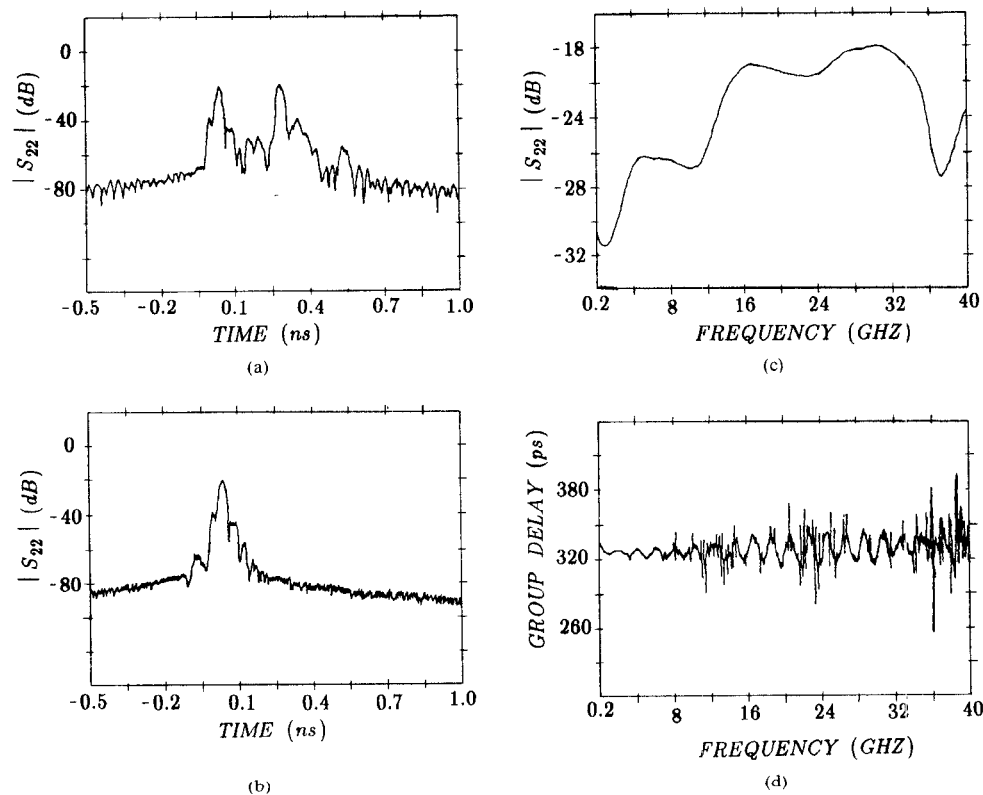 0
-40
-80
|S22| (dB)
-0.5 -0.2 0.1 0.4 0.7 1.0
TIME (ns)
(a)
-18
-24
-28
-32
|S22| (dB)
0.2 8 16 24 32 40
FREQUENCY (GHZ)
(c)
0
-40
-80
|S22| (dB)
-0.5 -0.2 0.1 0.4 0.7 1.0
TIME (ns)
(b)
380
320
260
GROUP DELAY (ps)
0.2 8 16 24 32 40
FREQUENCY (GHZ)
(d)